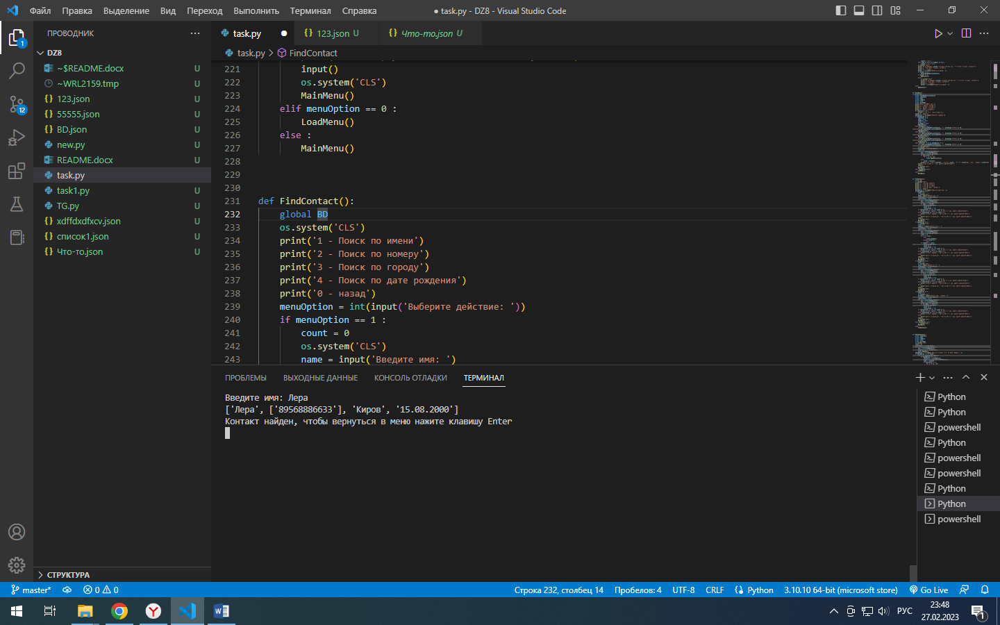 Файл Правка Выделение Вид Переход Выполнить Терминал Справка
● task.py - DZ8 - Visual Studio Code
ПРОВОДНИК
DZ8
~$README.docx U
~WRL2159.tmp U
123.json U
55555.json U
BD.json U
new.py U
README.docx U
task.py
task1.py U
TG.py U
xdffdxdfxcv.json U
список1.json U
Что-то.json U
СТРУКТУРА
1
12
task.py
123.json U
Что-то.json U
task.py > FindContact
221 input()
222 os.system('CLS')
223 MainMenu()
224 elif menuOption == 0 :
225 LoadMenu()
226 else :
227 MainMenu()
228
229
230
231 def FindContact():
232 global BD
233 os.system('CLS')
234 print('1 - Поиск по имени')
235 print('2 - Поиск по номеру')
236 print('3 - Поиск по городу')
237 print('4 - Поиск по дате рождения')
238 print('0 - назад')
239 menuOption = int(input('Выберите действие: '))
240 if menuOption == 1 :
241 count = 0
242 os.system('CLS')
243 name = input('Введите имя: ')
ПРОБЛЕМЫ ВЫХОДНЫЕ ДАННЫЕ КОНСОЛЬ ОТЛАДКИ ТЕРМИНАЛ
Введите имя: Лера
['Лера', ['89568886633'], 'Киров', '15.08.2000']
Контакт найден, чтобы вернуться в меню нажите клавишу Enter
Python
Python
powershell
Python
powershell
powershell
Python
Python
powershell
master* 0 0
Строка 232, столбец 14 Пробелов: 4 UTF-8 CRLF Python 3.10.10 64-bit (microsoft store) Go Live
РУС
23:48
27.02.2023
1